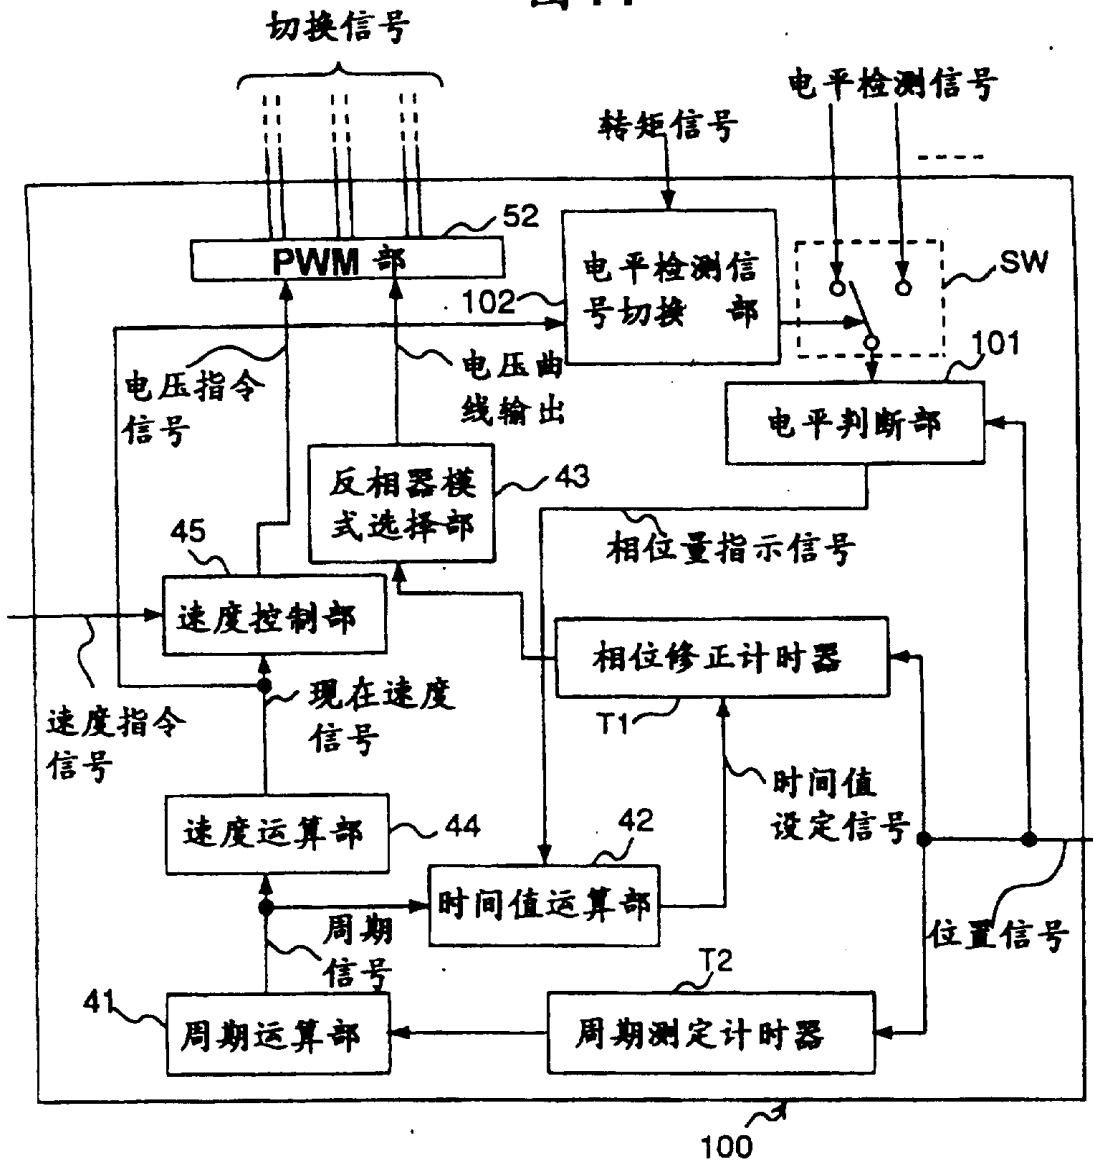 切换信号
电平检测信号
转矩信号
52
PWM 部
电平检测信
号切换 部
102
SW
101
电压指令
信号
电压曲
线输出
电平判断部
反相器模
式选择部
43
45
相位量指示信号
速度控制部
相位修正计时器
T1
现在速度
信号
速度指令
信号
时间值
设定信号
速度运算部
44
42
时间值运算部
周期
信号
位置信号
T2
41
周期运算部
周期测定计时器
100